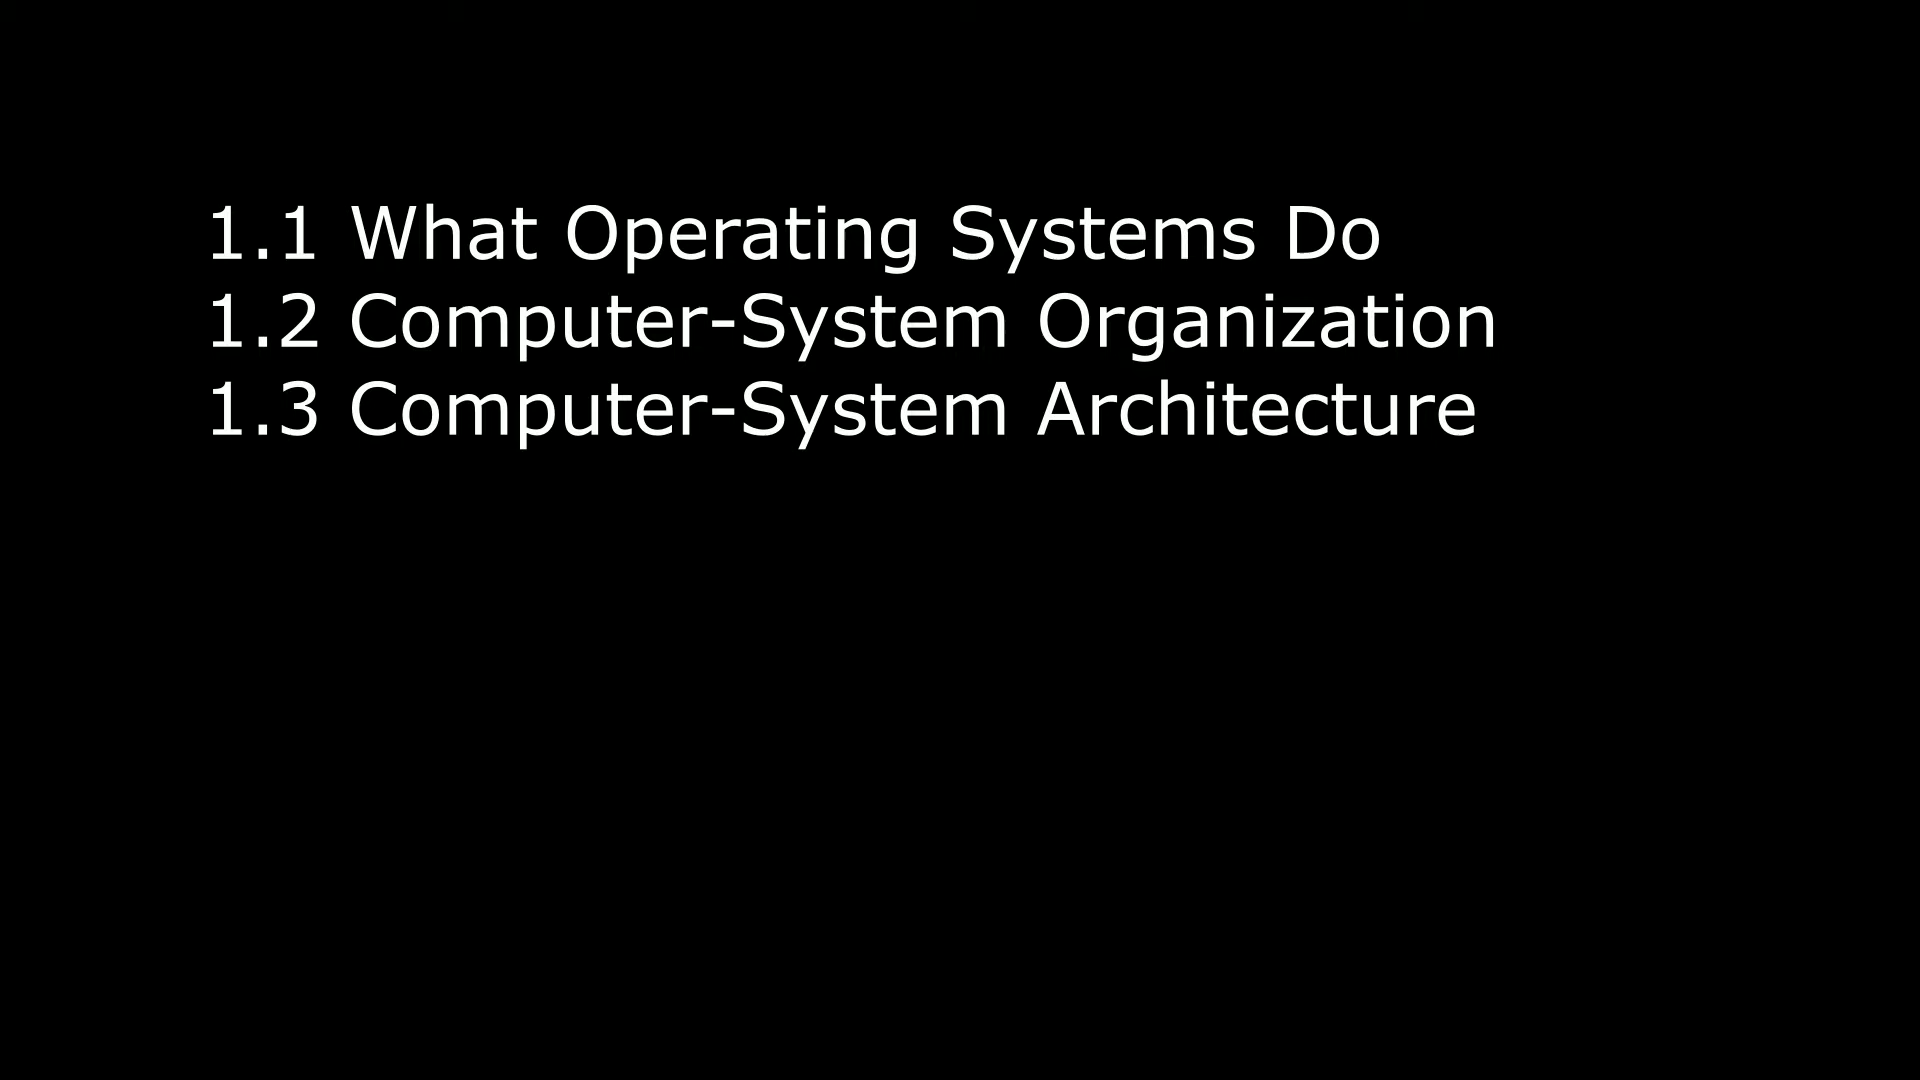 1.1 What Operating Systems Do
1.2 Computer-System Organization
1.3 Computer-System Architecture